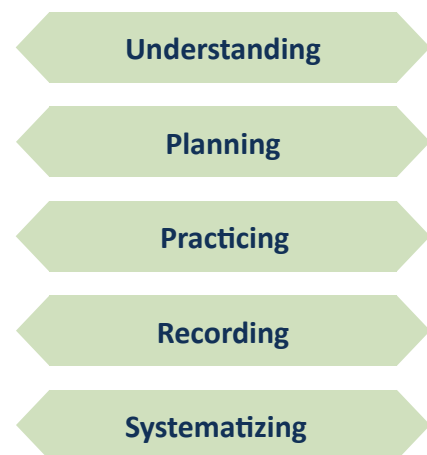 Understanding
Planning
Practicing
Recording
Systematizing